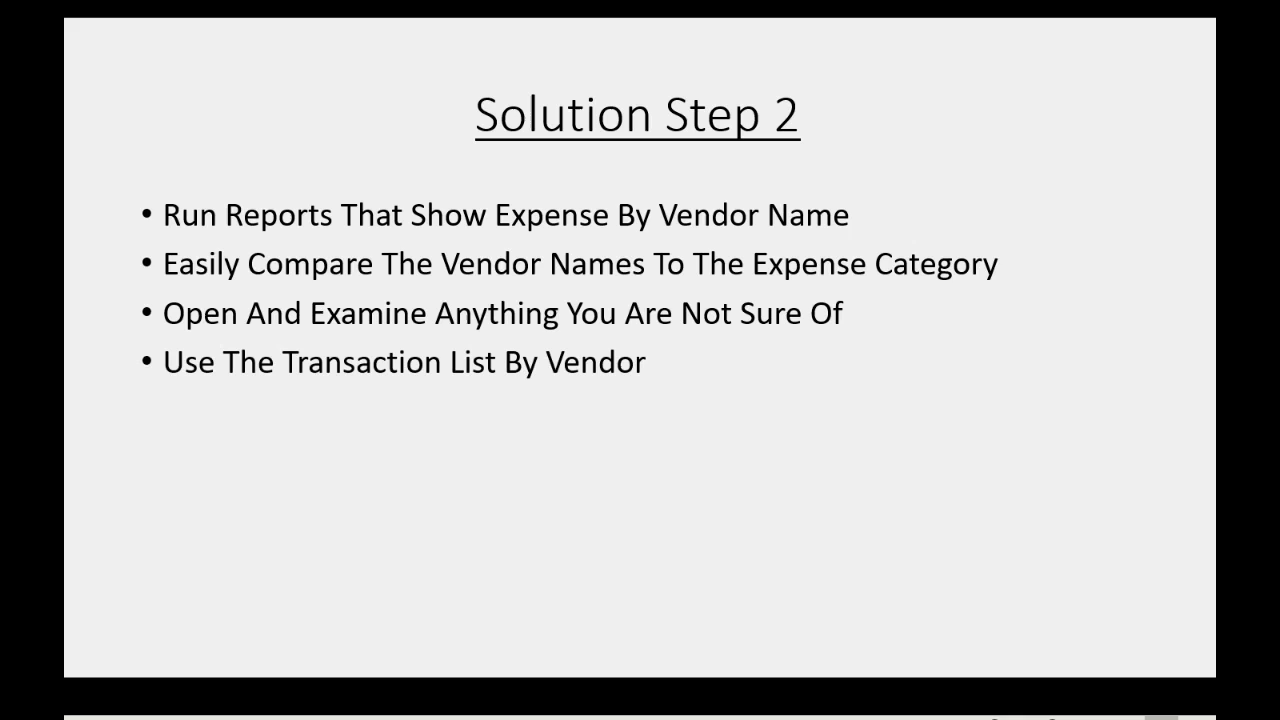 Solution Step 2
• Run Reports That Show Expense By Vendor Name
• Easily Compare The Vendor Names To The Expense Category
• Open And Examine Anything You Are Not Sure Of
• Use The Transaction List By Vendor